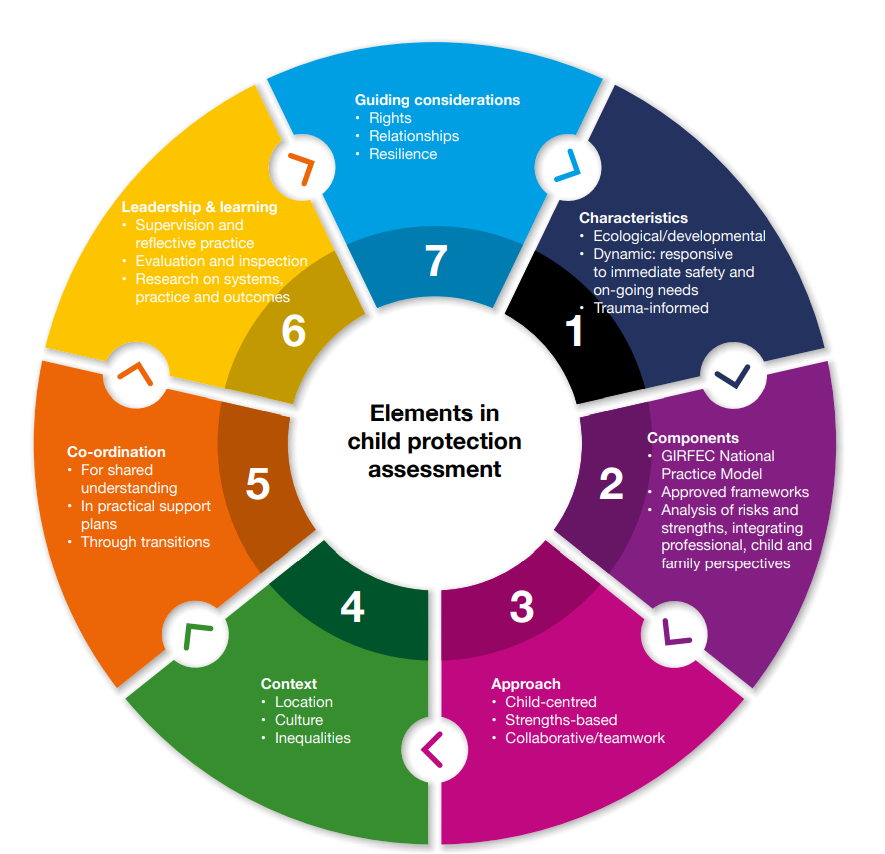 Elements in
child protection
assessment
1
Characteristics
• Ecological/developmental
• Dynamic: responsive
to immediate safety and
on-going needs
• Trauma-informed
2
Components
• GIRFEC National
Practice Model
• Approved frameworks
• Analysis of risks and
strengths, integrating
professional, child and
family perspectives
3
Approach
• Child-centred
• Strengths-based
• Collaborative/teamwork
4
Context
• Location
• Culture
• Inequalities
5
Co-ordination
• For shared
understanding
• In practical support
plans
• Through transitions
6
Leadership & learning
• Supervision and
reflective practice
• Evaluation and inspection
• Research on systems,
practice and outcomes
7
Guiding considerations
• Rights
• Relationships
• Resilience